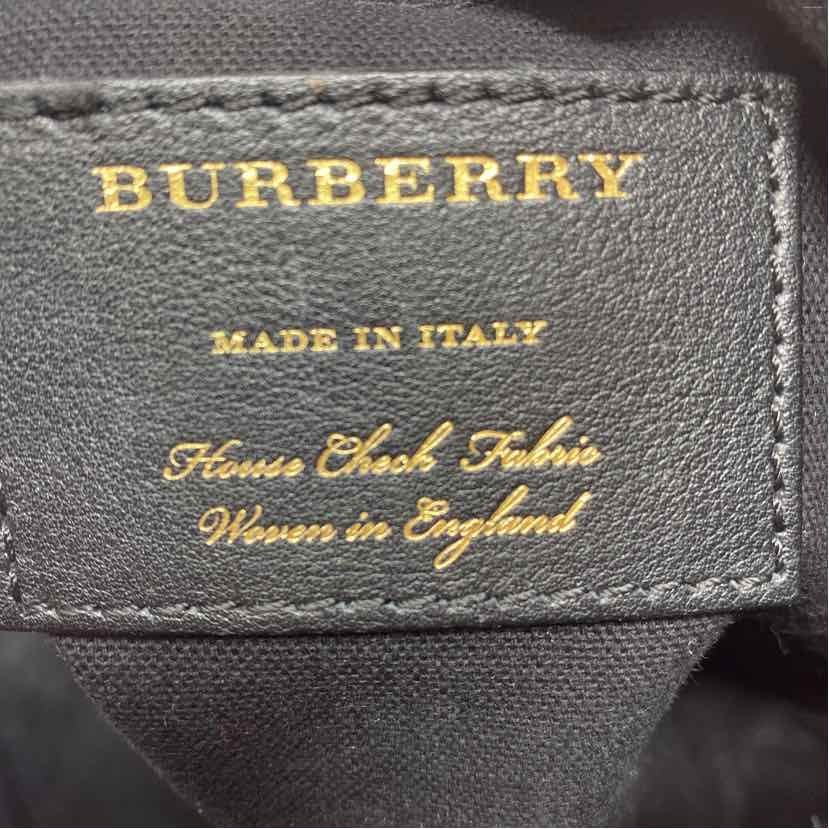 BURBERRY
MADE IN ITALY
House Check Fabric
Woven in England